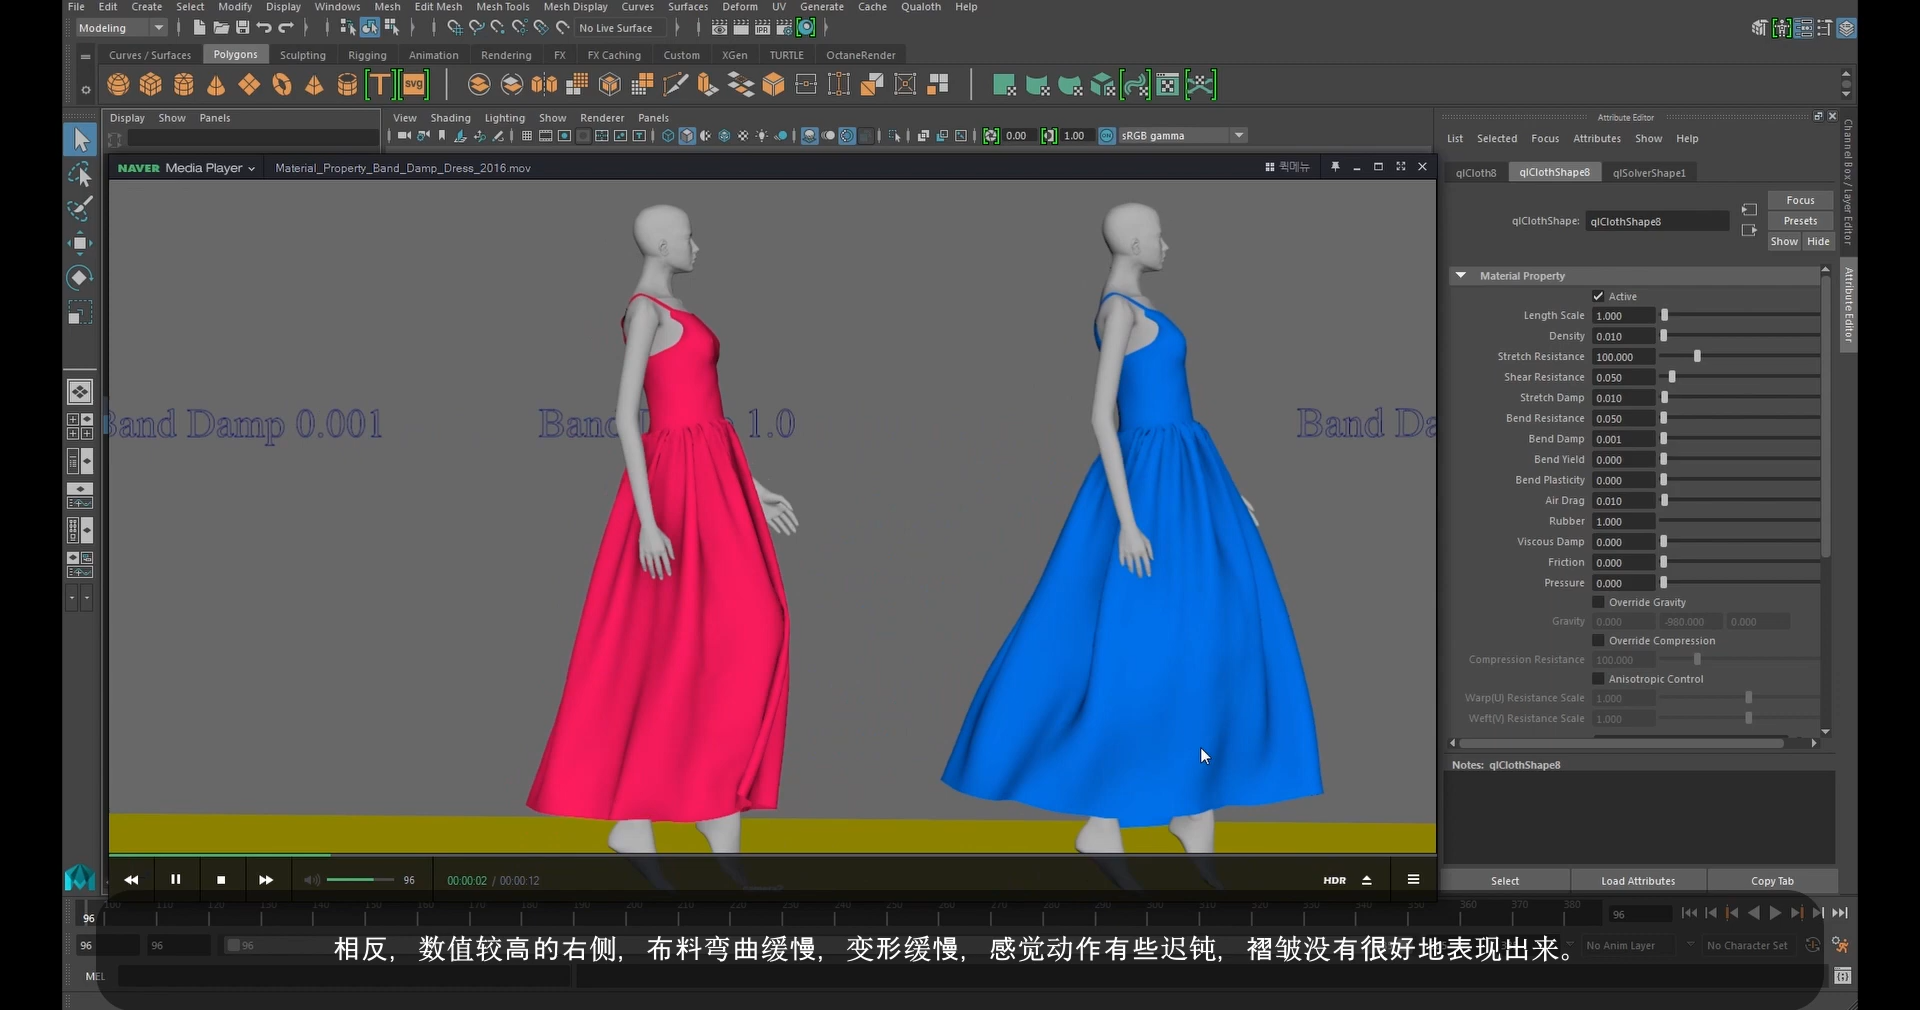 File Edit Create Select Modify Display Windows Mesh Edit Mesh Mesh Tools Mesh Display Curves Surfaces Deform UV Generate Cache Qualoth Help
Modeling No Live Surface
Curves / Surfaces Polygons Sculpting Rigging Animation Rendering FX FX Caching Custom XGen TURTLE OctaneRender
Display Show Panels
View Shading Lighting Show Renderer Panels
0.00 1.00 sRGB gamma
NAVER Media Player Material_Property_Band_Damp_Dress_2016.mov 퀵메뉴
Band Damp 0.001
1.0
00:00:02 / 00:00:12
96
HDR
Attribute Editor
List Selected Focus Attributes Show Help
qlCloth8 qlClothShape8 qlSolverShape1
qlClothShape: qlClothShape8
Focus
Presets
Show Hide
Material Property
Active
Length Scale 1.000
Density 0.010
Stretch Resistance 100.000
Shear Resistance 0.050
Stretch Damp 0.010
Bend Resistance 0.050
Bend Damp 0.001
Bend Yield 0.000
Bend Plasticity 0.000
Air Drag 0.010
Rubber 1.000
Viscous Damp 0.000
Friction 0.000
Pressure 0.000
Override Gravity
Gravity 0.000 -980.000 0.000
Override Compression
Compression Resistance 100.000
Anisotropic Control
Warp(U) Resistance Scale 1.000
Weft(V) Resistance Scale 1.000
Notes: qlClothShape8
Select Load Attributes Copy Tab
Channel Box / Layer Editor
Attribute Editor
96 96
96 96 96 No Anim Layer No Character Set
相反，数值较高的右侧，布料弯曲缓慢，变形缓慢，感觉动作有些迟钝，褶皱没有很好地表现出来。
MEL